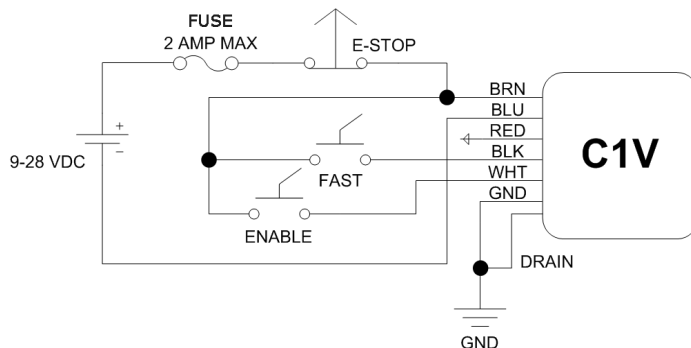 FUSE
2 AMP MAX
E-STOP
BRN
BLU
RED
BLK
WHT
GND
C1V
+
−
9-28 VDC
FAST
ENABLE
DRAIN
GND